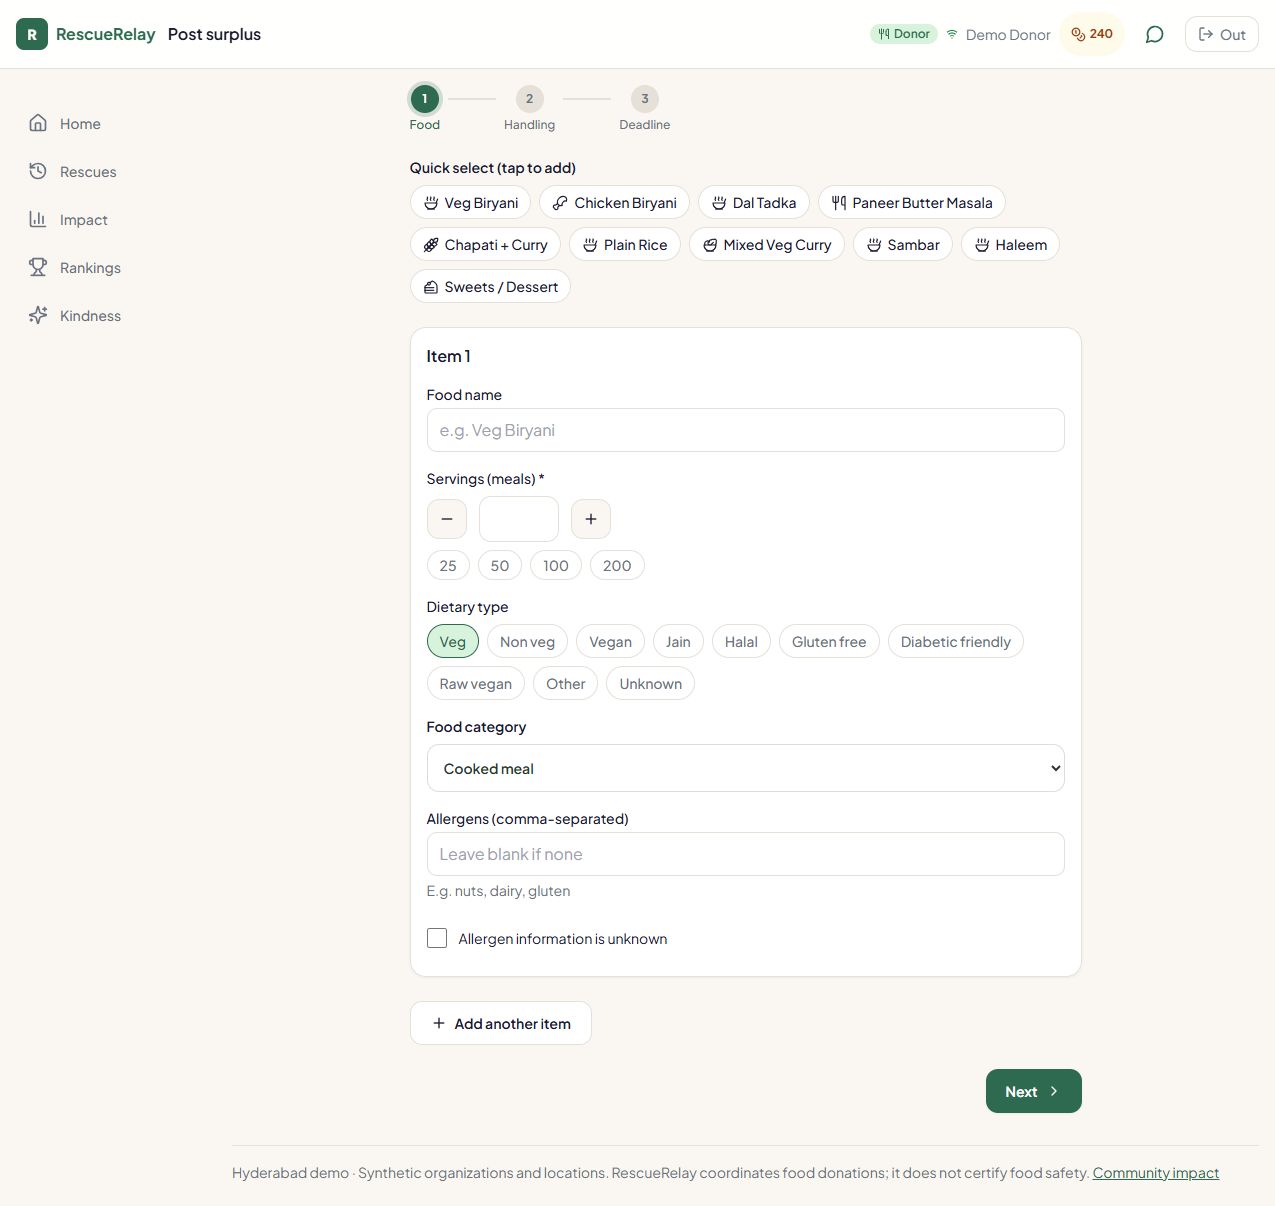 R RescueRelay Post surplus Donor Demo Donor 240 Out
Home
Rescues
Impact
Rankings
Kindness
1 2 3
Food Handling Deadline
Quick select (tap to add)
Veg Biryani Chicken Biryani Dal Tadka Paneer Butter Masala
Chapati + Curry Plain Rice Mixed Veg Curry Sambar Haleem
Sweets / Dessert
Item 1
Food name
e.g. Veg Biryani
Servings (meals) *
− +
25 50 100 200
Dietary type
Veg Non veg Vegan Jain Halal Gluten free Diabetic friendly
Raw vegan Other Unknown
Food category
Cooked meal
Allergens (comma-separated)
Leave blank if none
E.g. nuts, dairy, gluten
Allergen information is unknown
+ Add another item
Next
Hyderabad demo · Synthetic organizations and locations. RescueRelay coordinates food donations; it does not certify food safety. Community impact